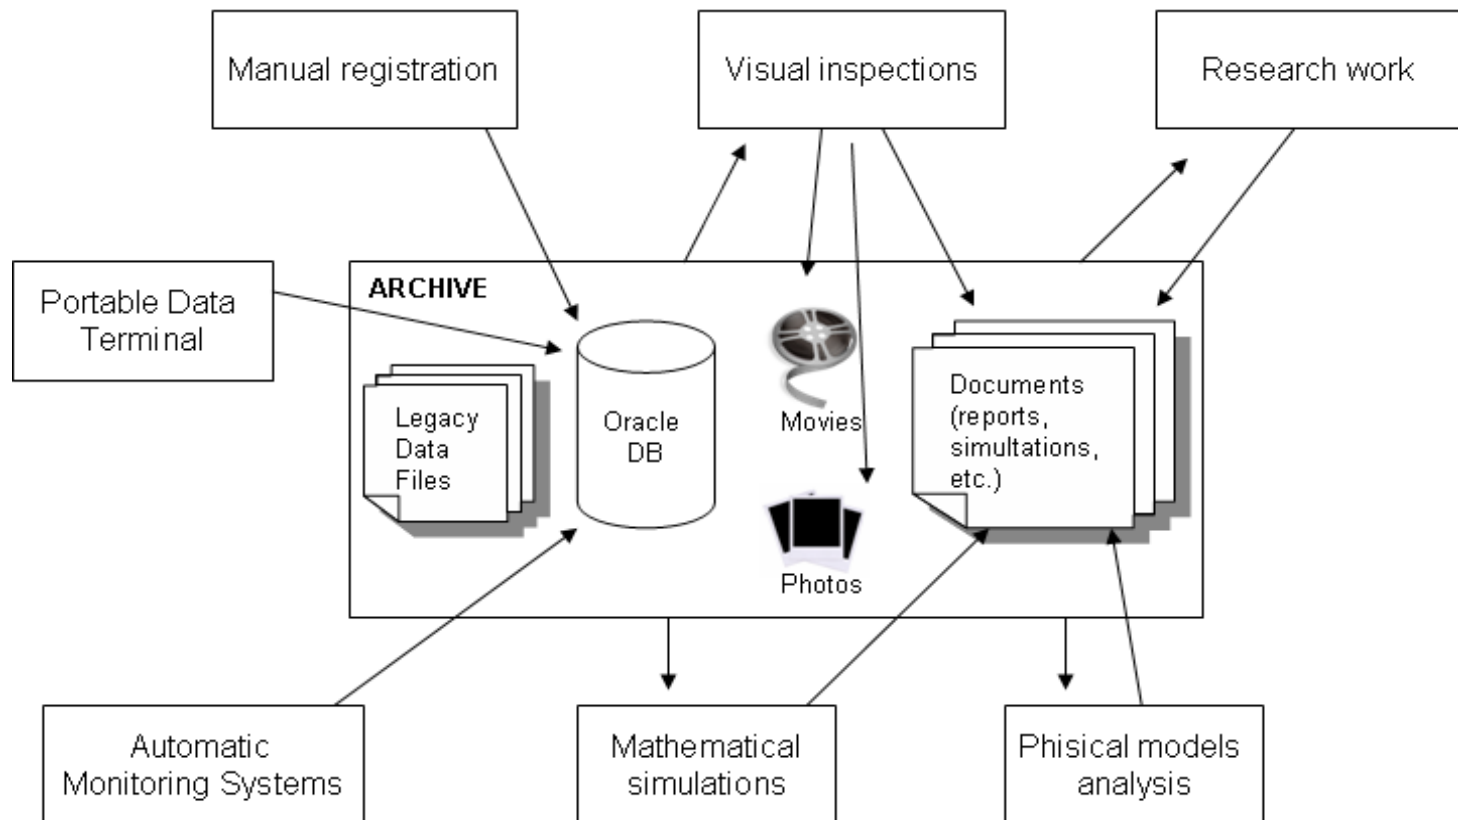 Manual registration
Visual inspections
Research work
Portable Data
Terminal
ARCHIVE
Legacy
Data
Files
Oracle
DB
Movies
Photos
Documents
(reports,
simultations,
etc.)
Automatic
Monitoring Systems
Mathematical
simulations
Phisical models
analysis